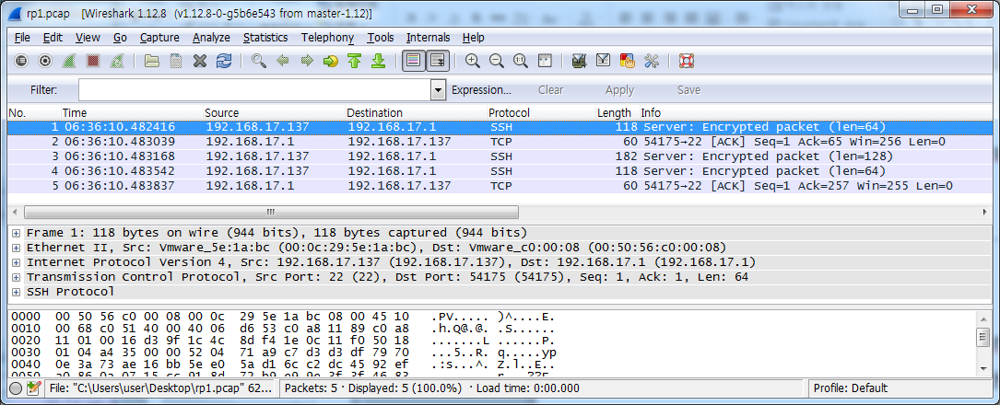 rp1.pcap [Wireshark 1.12.8 (v1.12.8-0-g5b6e543 from master-1.12)]
File Edit View Go Capture Analyze Statistics Telephony Tools Internals Help
Filter: Expression... Clear Apply Save
No. Time Source Destination Protocol Length Info
1 06:36:10.482416 192.168.17.137 192.168.17.1 SSH 118 Server: Encrypted packet (len=64)
2 06:36:10.483039 192.168.17.1 192.168.17.137 TCP 60 54175→22 [ACK] Seq=1 Ack=65 Win=256 Len=0
3 06:36:10.483168 192.168.17.137 192.168.17.1 SSH 182 Server: Encrypted packet (len=128)
4 06:36:10.483542 192.168.17.137 192.168.17.1 SSH 118 Server: Encrypted packet (len=64)
5 06:36:10.483837 192.168.17.1 192.168.17.137 TCP 60 54175→22 [ACK] Seq=1 Ack=257 Win=255 Len=0
Frame 1: 118 bytes on wire (944 bits), 118 bytes captured (944 bits)
Ethernet II, Src: Vmware_5e:1a:bc (00:0c:29:5e:1a:bc), Dst: Vmware_c0:00:08 (00:50:56:c0:00:08)
Internet Protocol Version 4, Src: 192.168.17.137 (192.168.17.137), Dst: 192.168.17.1 (192.168.17.1)
Transmission Control Protocol, Src Port: 22 (22), Dst Port: 54175 (54175), Seq: 1, Ack: 1, Len: 64
SSH Protocol
0000 00 50 56 c0 00 08 00 0c 29 5e 1a bc 08 00 45 10 .PV..... )^....E.
0010 00 68 c0 51 40 00 40 06 d6 53 c0 a8 11 89 c0 a8 .h.Q@.@. .S......
0020 11 01 00 16 d3 9f 1c 4c 8d f4 1e 0c 11 f0 50 18 .......L ......P.
0030 01 04 a4 35 00 00 52 04 71 a9 c7 d3 d3 df 79 70 ...5..R. q.....yp
0040 0e 3a 73 ae 16 bb 5e e0 5a d1 6c c2 dc 45 92 ef .:s...^. Z.l..E..
File: "C:\Users\user\Desktop\rp1.pcap" 62... Packets: 5 · Displayed: 5 (100.0%) · Load time: 0:00.000 Profile: Default